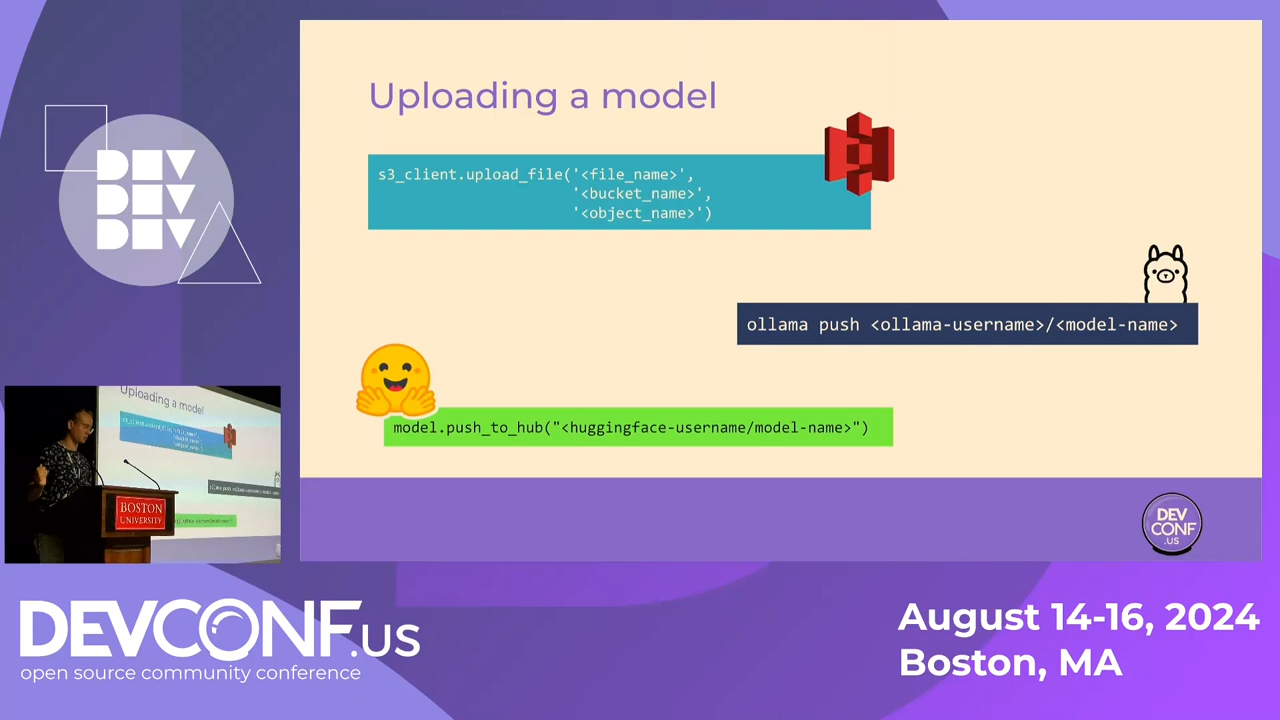 DEV
DEV
DEV
Uploading a model
s3_client.upload_file('<file_name>',
'<bucket_name>',
'<object_name>')
ollama push <ollama-username>/<model-name>
model.push_to_hub("<huggingface-username/model-name>")
DEV
CONF
.US
Uploading a model
BOSTON
UNIVERSITY
DEVCONF.US
open source community conference
August 14-16, 2024
Boston, MA